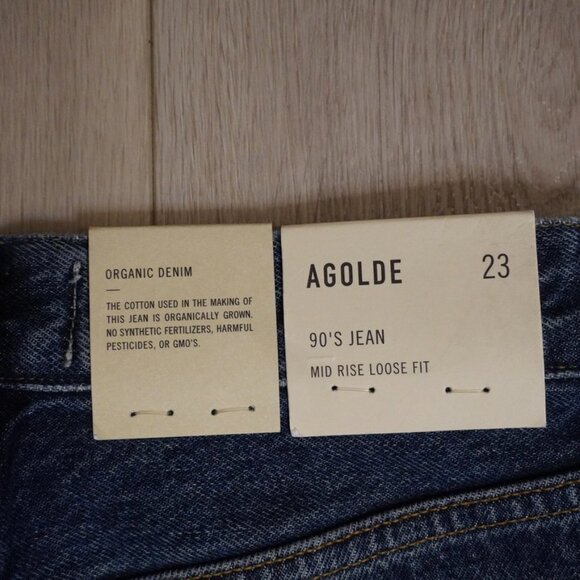 ORGANIC DENIM
THE COTTON USED IN THE MAKING OF
THIS JEAN IS ORGANICALLY GROWN.
NO SYNTHETIC FERTILIZERS, HARMFUL
PESTICIDES, OR GMO'S.
AGOLDE 23
90'S JEAN
MID RISE LOOSE FIT